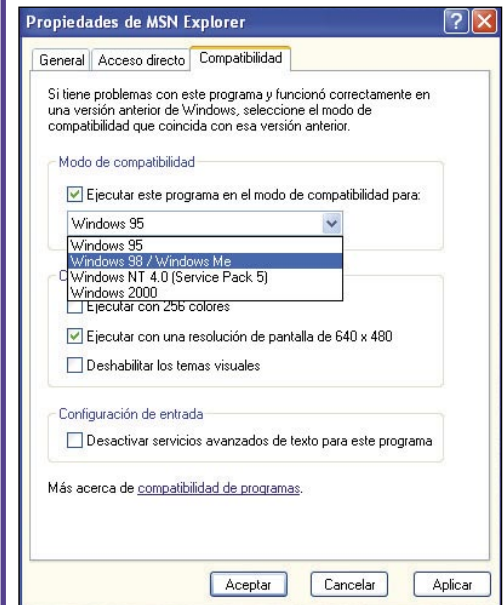 Propiedades de MSN Explorer
General Acceso directo Compatibilidad
Si tiene problemas con este programa y funcionó correctamente en
una versión anterior de Windows, seleccione el modo de
compatibilidad que coincida con esa versión anterior.
Modo de compatibilidad
Ejecutar este programa en el modo de compatibilidad para:
Windows 95
Windows 95
Windows 98 / Windows Me
Windows NT 4.0 (Service Pack 5)
Windows 2000
Ejecutar con 256 colores
Ejecutar con una resolución de pantalla de 640 x 480
Deshabilitar los temas visuales
Configuración de entrada
Desactivar servicios avanzados de texto para este programa
Más acerca de compatibilidad de programas.
Aceptar Cancelar Aplicar